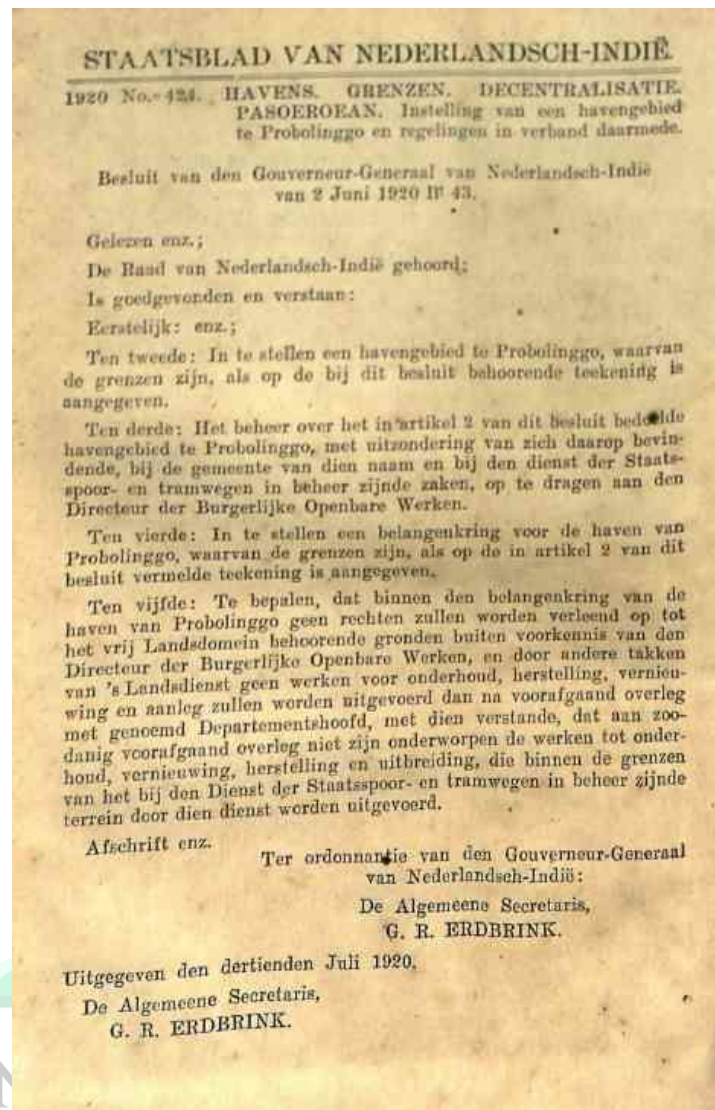 STAATSBLAD VAN NEDERLANDSCH-INDIË.
1920 No. 424. HAVENS. GRENZEN. DECENTRALISATIE.
PASOEROEAN. Instelling van een havengebied
te Probolinggo en regelingen in verband daarmede.
Besluit van den Gouverneur-Generaal van Nederlandsch-Indië
van 2 Juni 1920 Nr 43.
Gelezen enz.;
De Raad van Nederlandsch-Indië gehoord;
Is goedgevonden en verstaan:
Eerstelijk: enz.;
Ten tweede: In te stellen een havengebied te Probolinggo, waarvan
de grenzen zijn, als op de bij dit besluit behoorende teekening is
aangegeven.
Ten derde: Het beheer over het in artikel 2 van dit besluit bedoelde
havengebied te Probolinggo, met uitzondering van zich daarop bevin-
dende, bij de gemeente van dien naam en bij den dienst der Staats-
spoor- en tramwegen in beheer zijnde zaken, op te dragen aan den
Directeur der Burgerlijke Openbare Werken.
Ten vierde: In te stellen een belangenkring voor de haven van
Probolinggo, waarvan de grenzen zijn, als op de in artikel 2 van dit
besluit vermelde teekening is aangegeven.
Ten vijfde: Te bepalen, dat binnen den belangenkring van de
haven van Probolinggo geen rechten zullen worden verleend op tot
het vrij Landsdomein behoorende gronden buiten voorkennis van den
Directeur der Burgerlijke Openbare Werken, en door andere takken
van 's Landsdienst geen werken voor onderhoud, herstelling, vernieu-
wing en aanleg zullen worden uitgevoerd dan na voorafgaand overleg
met genoemd Departementshoofd, met dien verstande, dat aan zoo-
danig voorafgaand overleg niet zijn onderworpen de werken tot onder-
houd, vernieuwing, herstelling en uitbreiding, die binnen de grenzen
van het bij den Dienst der Staatsspoor- en tramwegen in beheer zijnde
terrein door dien dienst worden uitgevoerd.
Afschrift enz.
Ter ordonnantie van den Gouverneur-Generaal
van Nederlandsch-Indië:
De Algemeene Secretaris,
G. R. ERDBRINK.
Uitgegeven den dertienden Juli 1920.
De Algemeene Secretaris,
G. R. ERDBRINK.